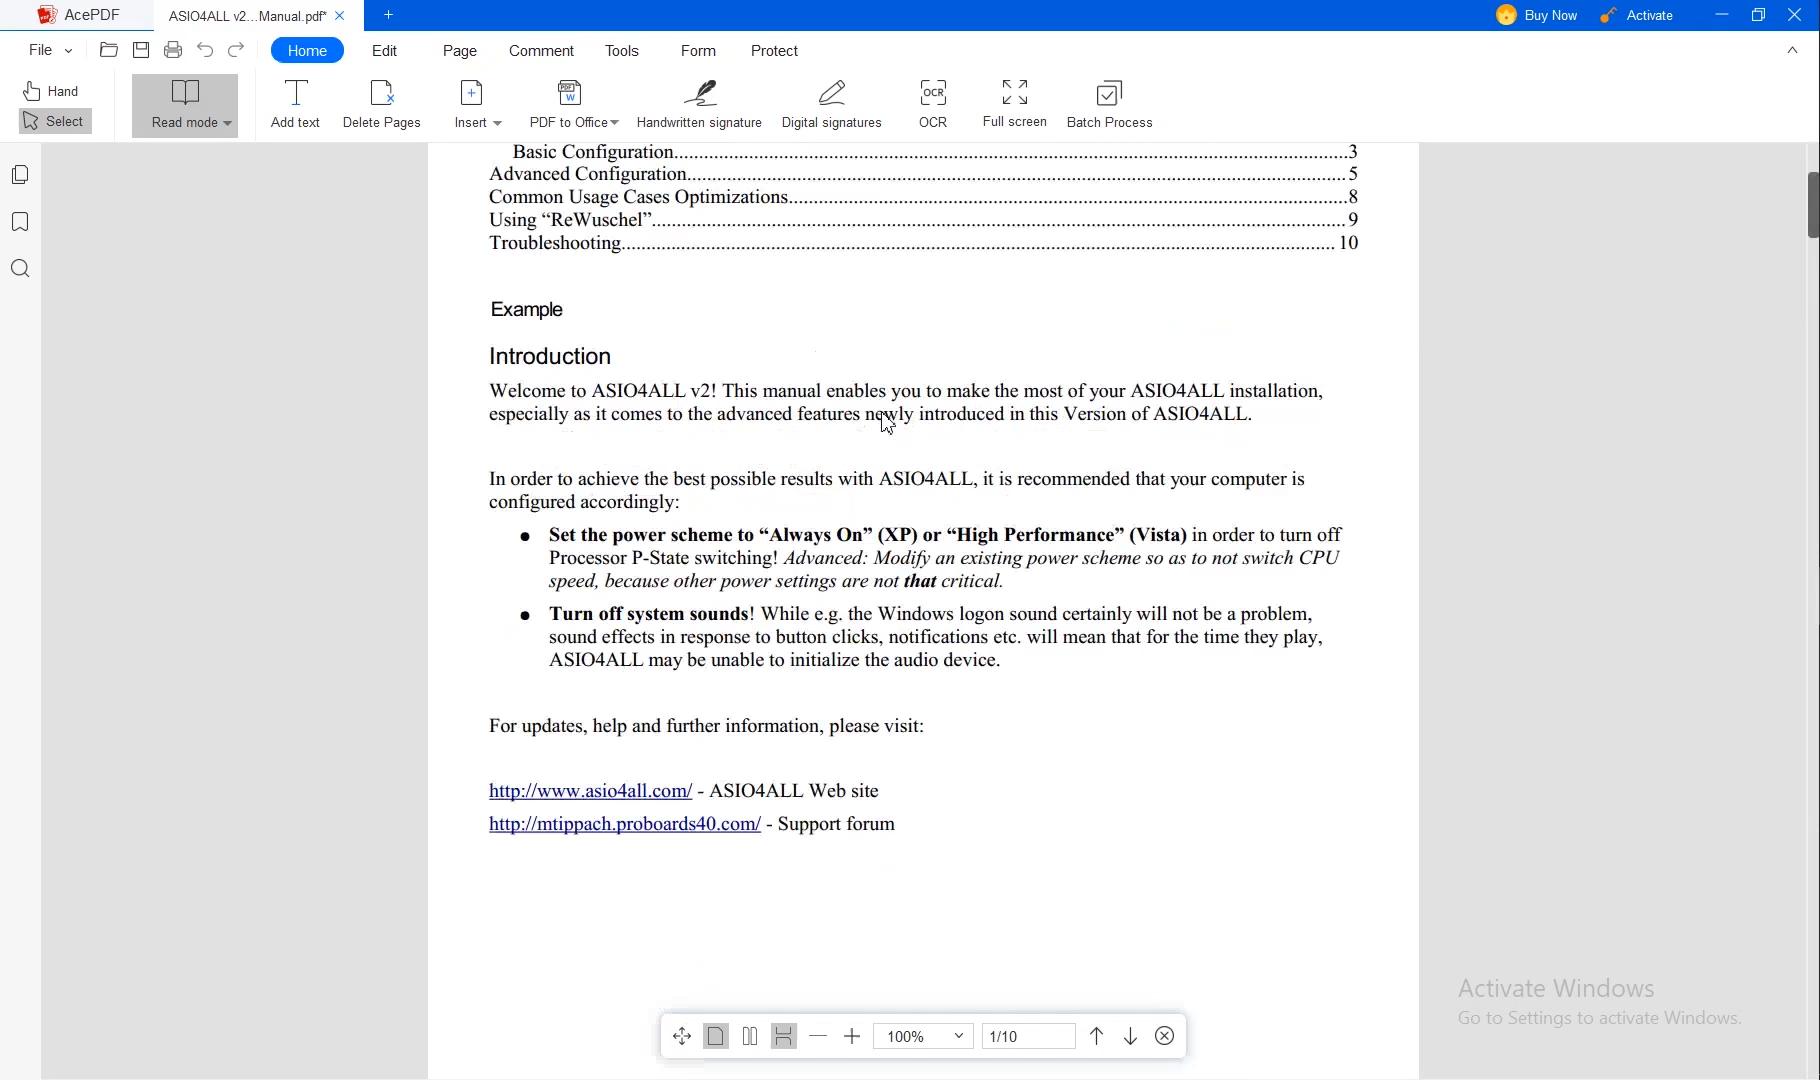 AcePDF
ASIO4ALL v2...Manual.pdf*
Buy Now
Activate
File
Home
Edit
Page
Comment
Tools
Form
Protect
Hand
Select
Read mode
Add text
Delete Pages
Insert
PDF to Office
Handwritten signature
Digital signatures
OCR
OCR
Full screen
Batch Process
Basic Configuration..........3
Advanced Configuration..........5
Common Usage Cases Optimizations..........8
Using “ReWuschel”..........9
Troubleshooting..........10
Example
Introduction
Welcome to ASIO4ALL v2! This manual enables you to make the most of your ASIO4ALL installation,
especially as it comes to the advanced features newly introduced in this Version of ASIO4ALL.
In order to achieve the best possible results with ASIO4ALL, it is recommended that your computer is
configured accordingly:
● Set the power scheme to “Always On” (XP) or “High Performance” (Vista) in order to turn off
Processor P-State switching! Advanced: Modify an existing power scheme so as to not switch CPU
speed, because other power settings are not that critical.
● Turn off system sounds! While e.g. the Windows logon sound certainly will not be a problem,
sound effects in response to button clicks, notifications etc. will mean that for the time they play,
ASIO4ALL may be unable to initialize the audio device.
For updates, help and further information, please visit:
http://www.asio4all.com/ - ASIO4ALL Web site
http://mtippach.proboards40.com/ - Support forum
Activate Windows
Go to Settings to activate Windows.
100%
1/10